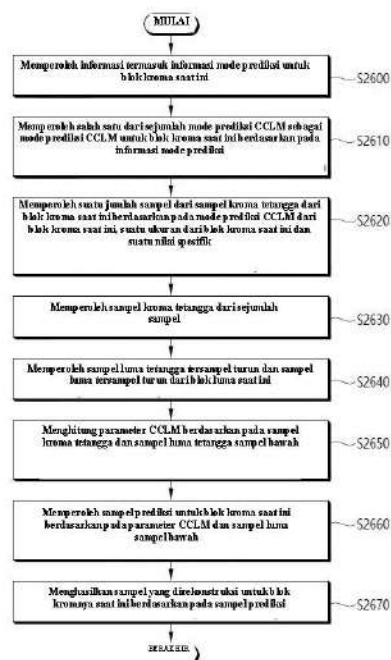 MULAI
Memperoleh informasi termasuk informasi mode prediksi untuk
blok kroma saat ini
S2600
Memperoleh salah satu dari sejumlah mode prediksi CCLM sebagai
mode prediksi CCLM untuk blok kroma saat ini berdasarkan pada
informasi mode prediksi
S2610
Memperoleh suatu jumlah sampel dari sampel kroma tetangga dari
blok kroma saat ini berdasarkan pada mode prediksi CCLM dari
blok kroma saat ini, suatu ukuran dari blok kroma saat ini dan
suatu nilai spesifik
S2620
Memperoleh sampel kroma tetangga dari sejumlah
sampel
S2630
Memperoleh sampel luma tetangga tersampel turun dan sampel
luma tersampel turun dari blok luma saat ini
S2640
Menghitung parameter CCLM berdasarkan pada sampel
kroma tetangga dan sampel luma tetangga sampel bawah
S2650
Memperoleh sampel prediksi untuk blok kroma saat ini
berdasarkan pada parameter CCLM dan sampel luma
sampel bawah
S2660
Menghasilkan sampel yang direkonstruksi untuk blok
kromnya saat ini berdasarkan pada sampel prediksi
S2670
BERAKHIR